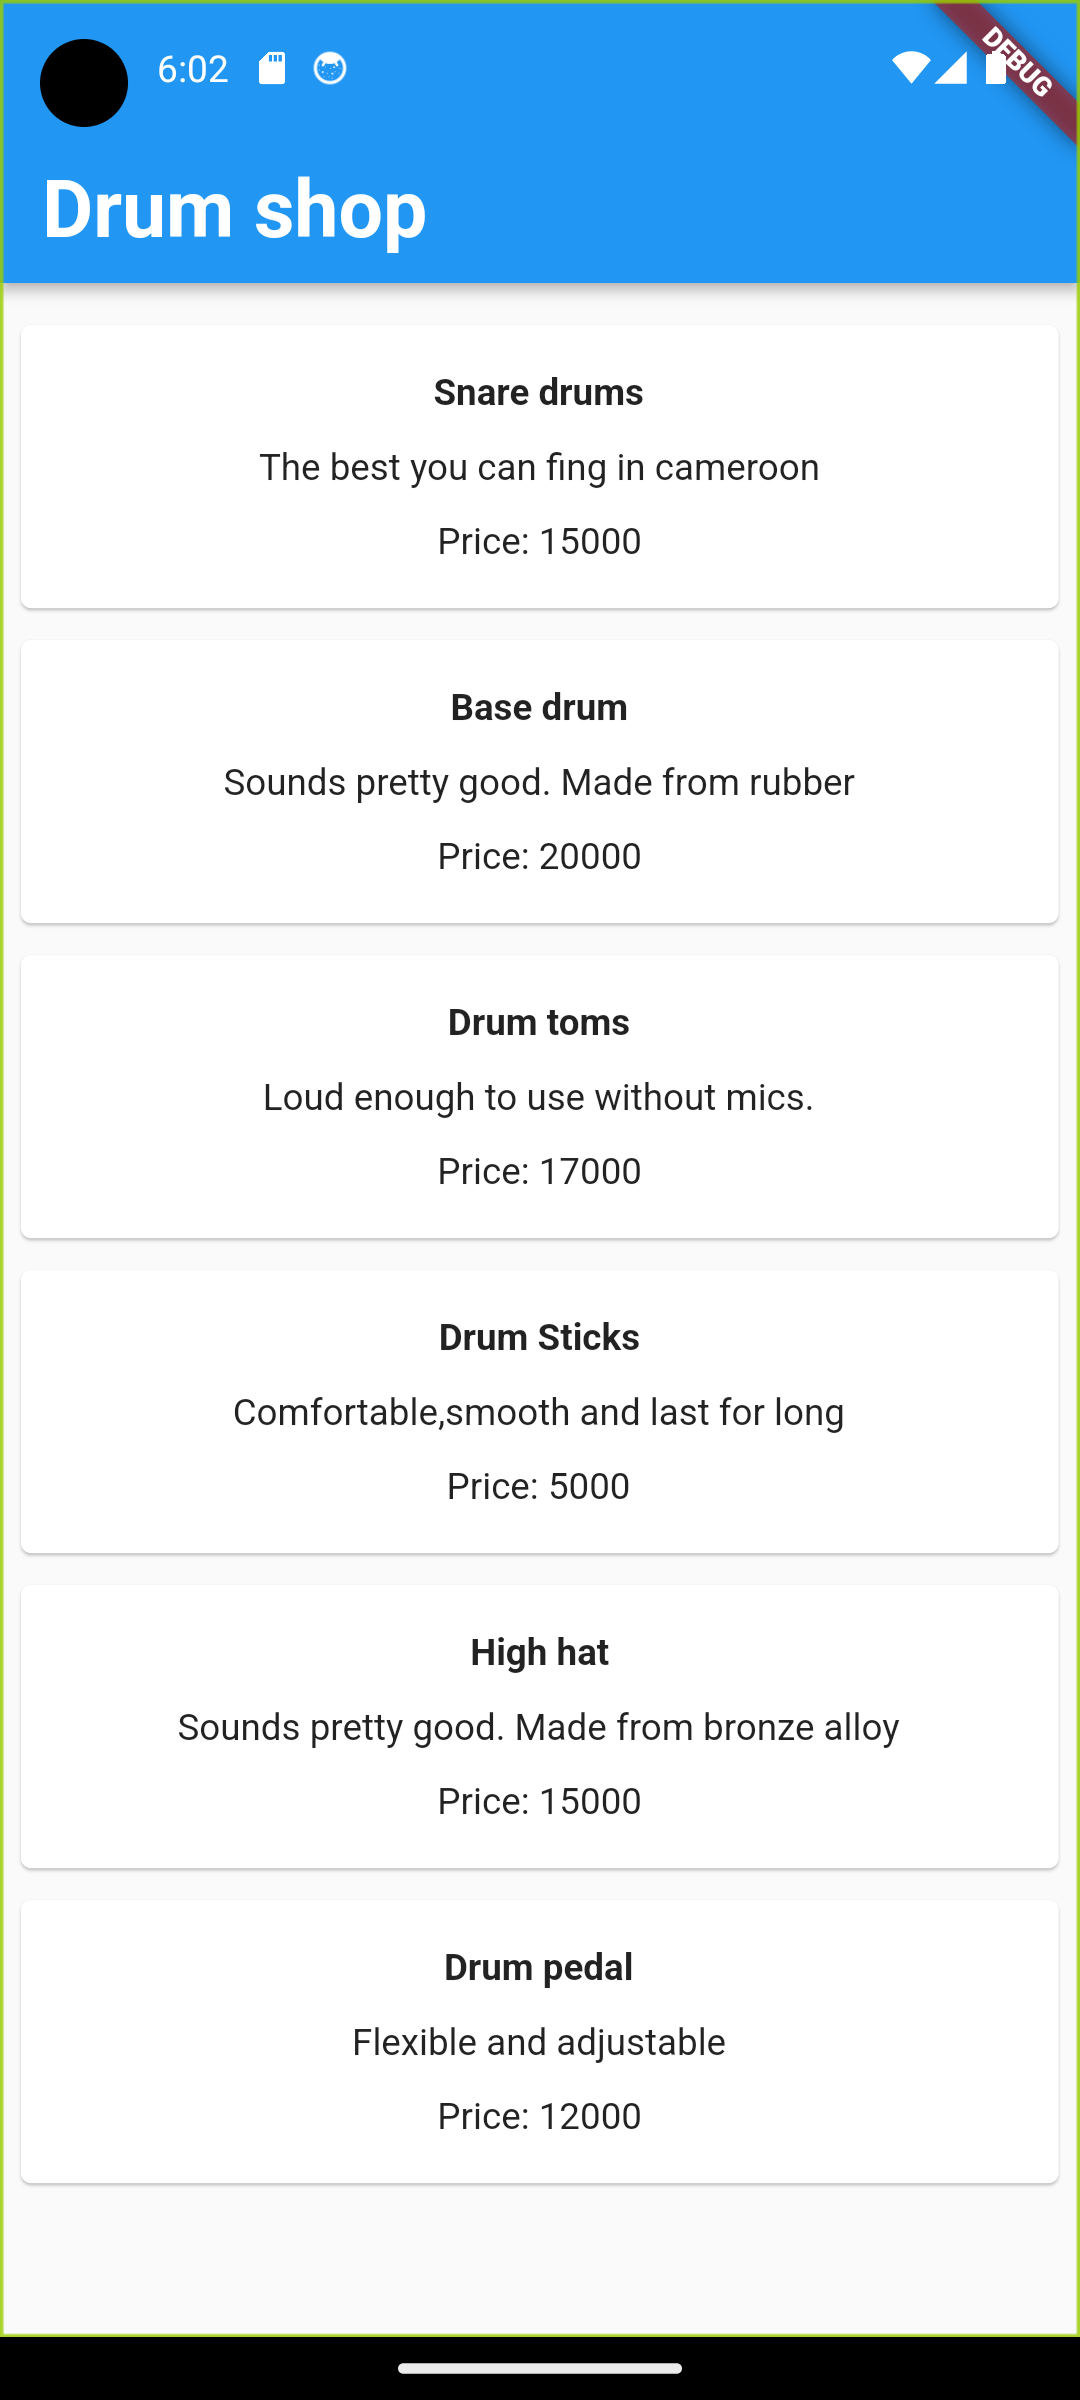 6:02
DEBUG
Drum shop
Snare drums
The best you can fing in cameroon
Price: 15000
Base drum
Sounds pretty good. Made from rubber
Price: 20000
Drum toms
Loud enough to use without mics.
Price: 17000
Drum Sticks
Comfortable,smooth and last for long
Price: 5000
High hat
Sounds pretty good. Made from bronze alloy
Price: 15000
Drum pedal
Flexible and adjustable
Price: 12000